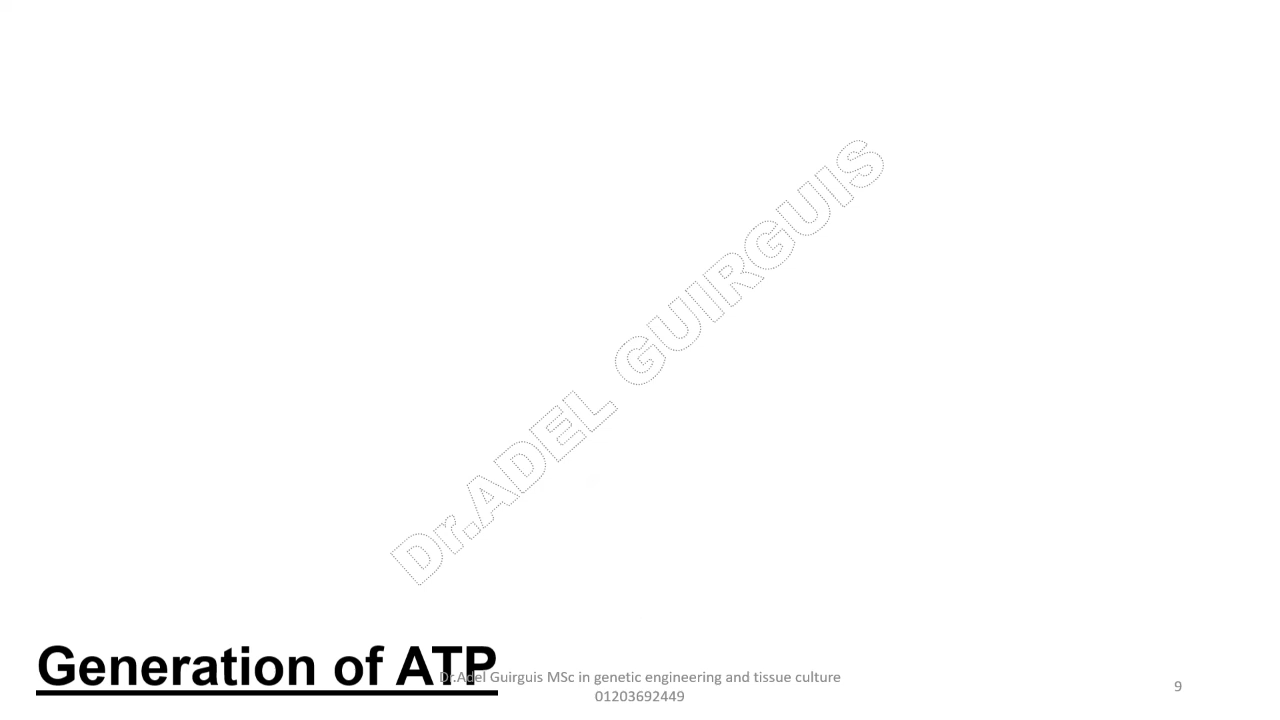 Dr.ADEL GUIRGUIS
Generation of ATP
Dr.Adel Guirguis MSc in genetic engineering and tissue culture
01203692449
9